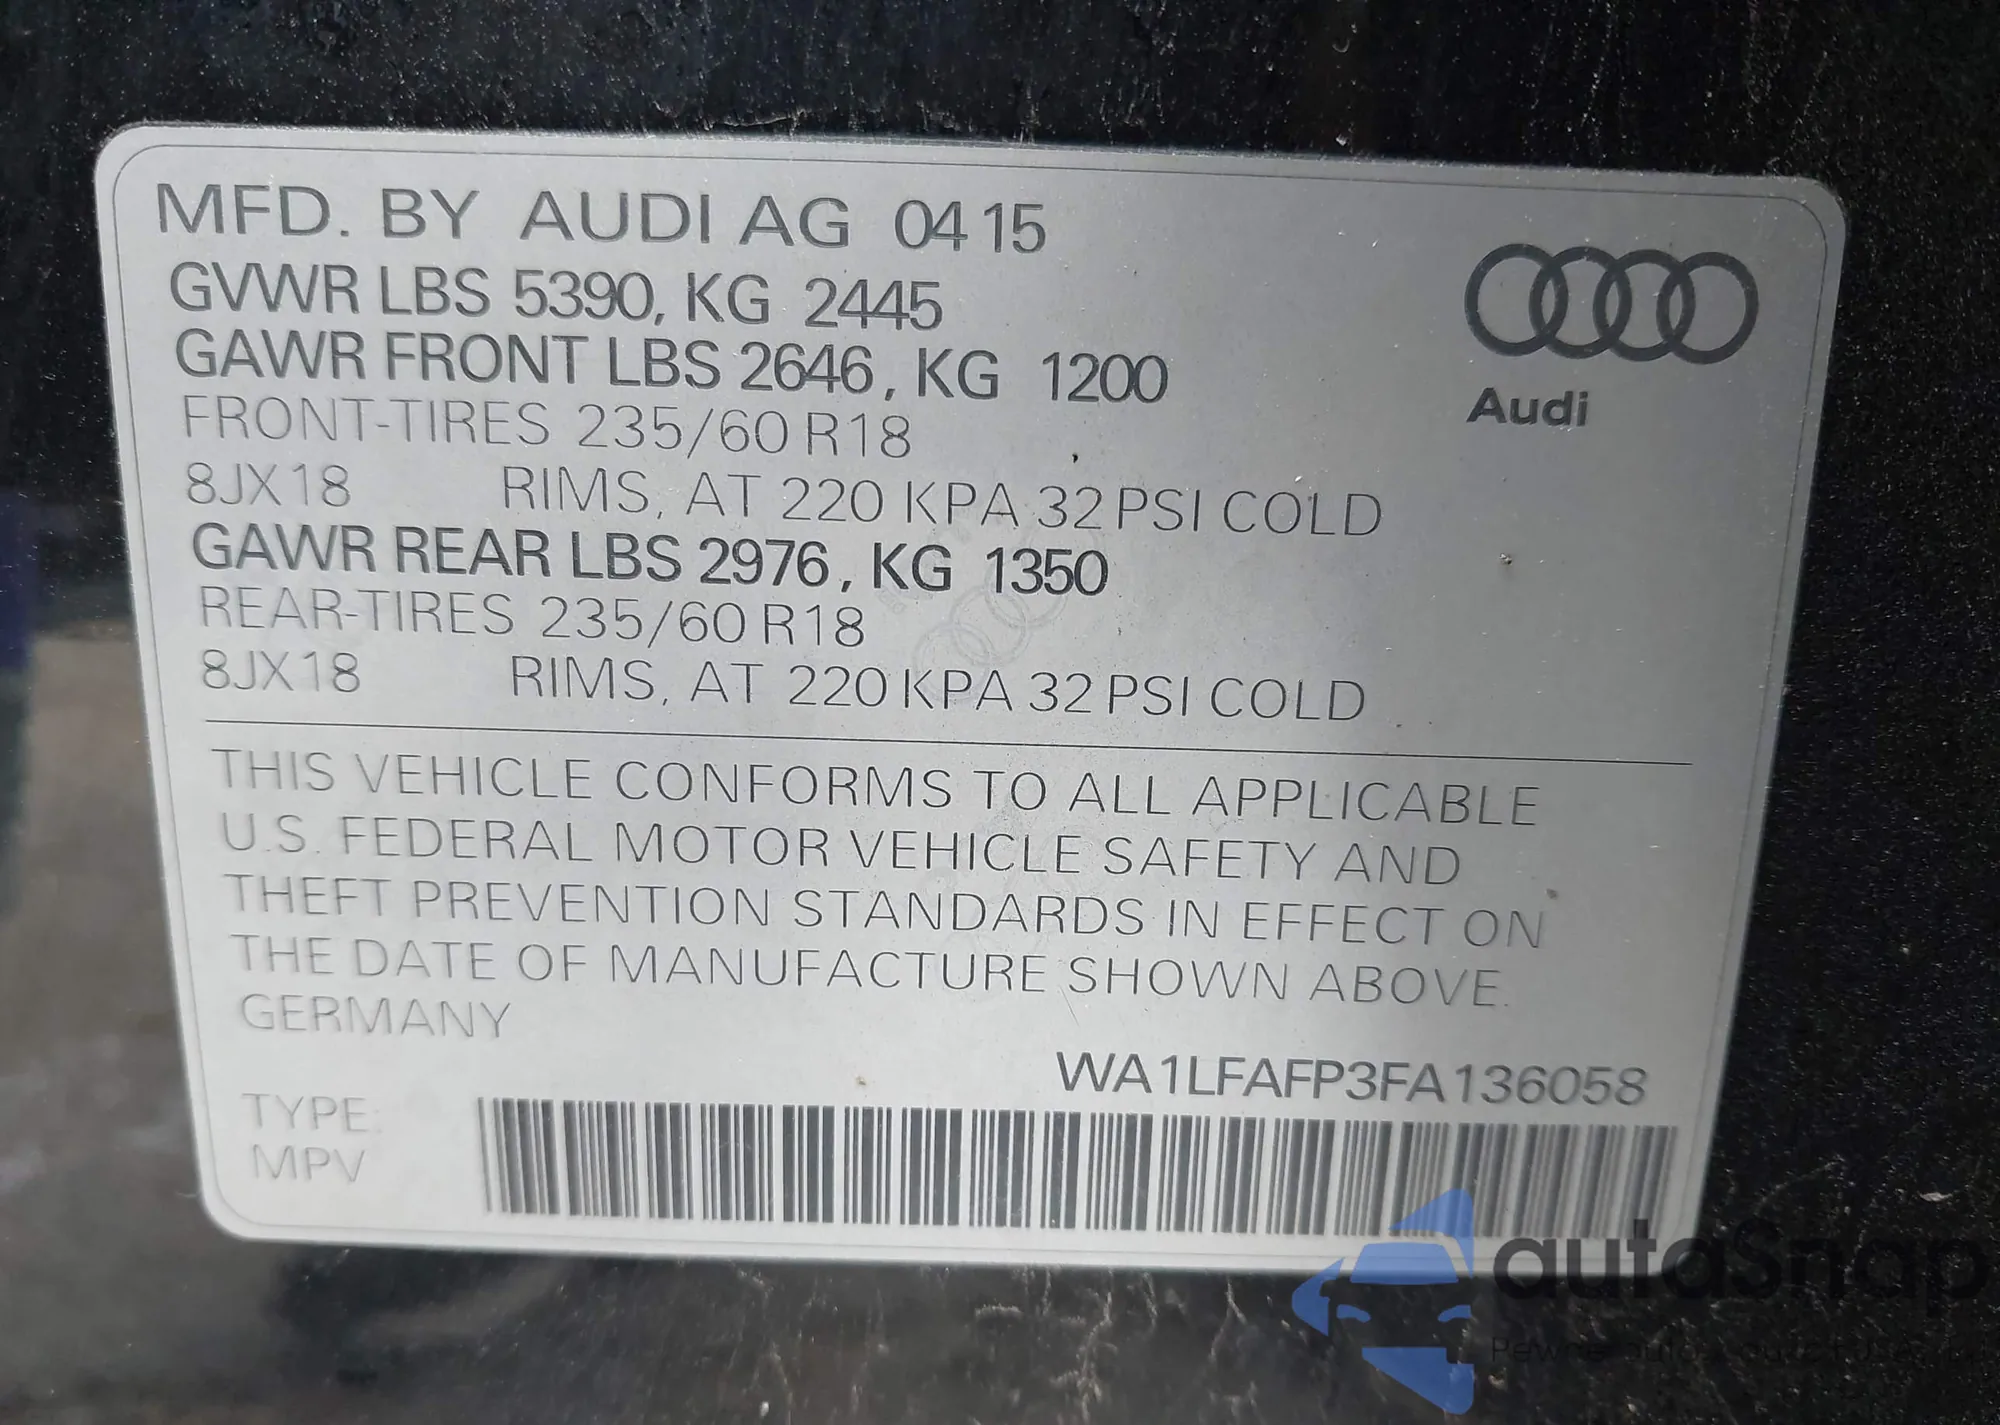 MFD. BY AUDI AG 04 15
GVWR LBS 5390, KG 2445
GAWR FRONT LBS 2646, KG 1200
FRONT-TIRES 235/60 R18
8JX18 RIMS, AT 220 KPA 32 PSI COLD
GAWR REAR LBS 2976, KG 1350
REAR-TIRES 235/60 R18
8JX18 RIMS, AT 220 KPA 32 PSI COLD
Audi
THIS VEHICLE CONFORMS TO ALL APPLICABLE
U.S. FEDERAL MOTOR VEHICLE SAFETY AND
THEFT PREVENTION STANDARDS IN EFFECT ON
THE DATE OF MANUFACTURE SHOWN ABOVE.
GERMANY
WA1LFAFP3FA136058
TYPE:
MPV
autaSnap